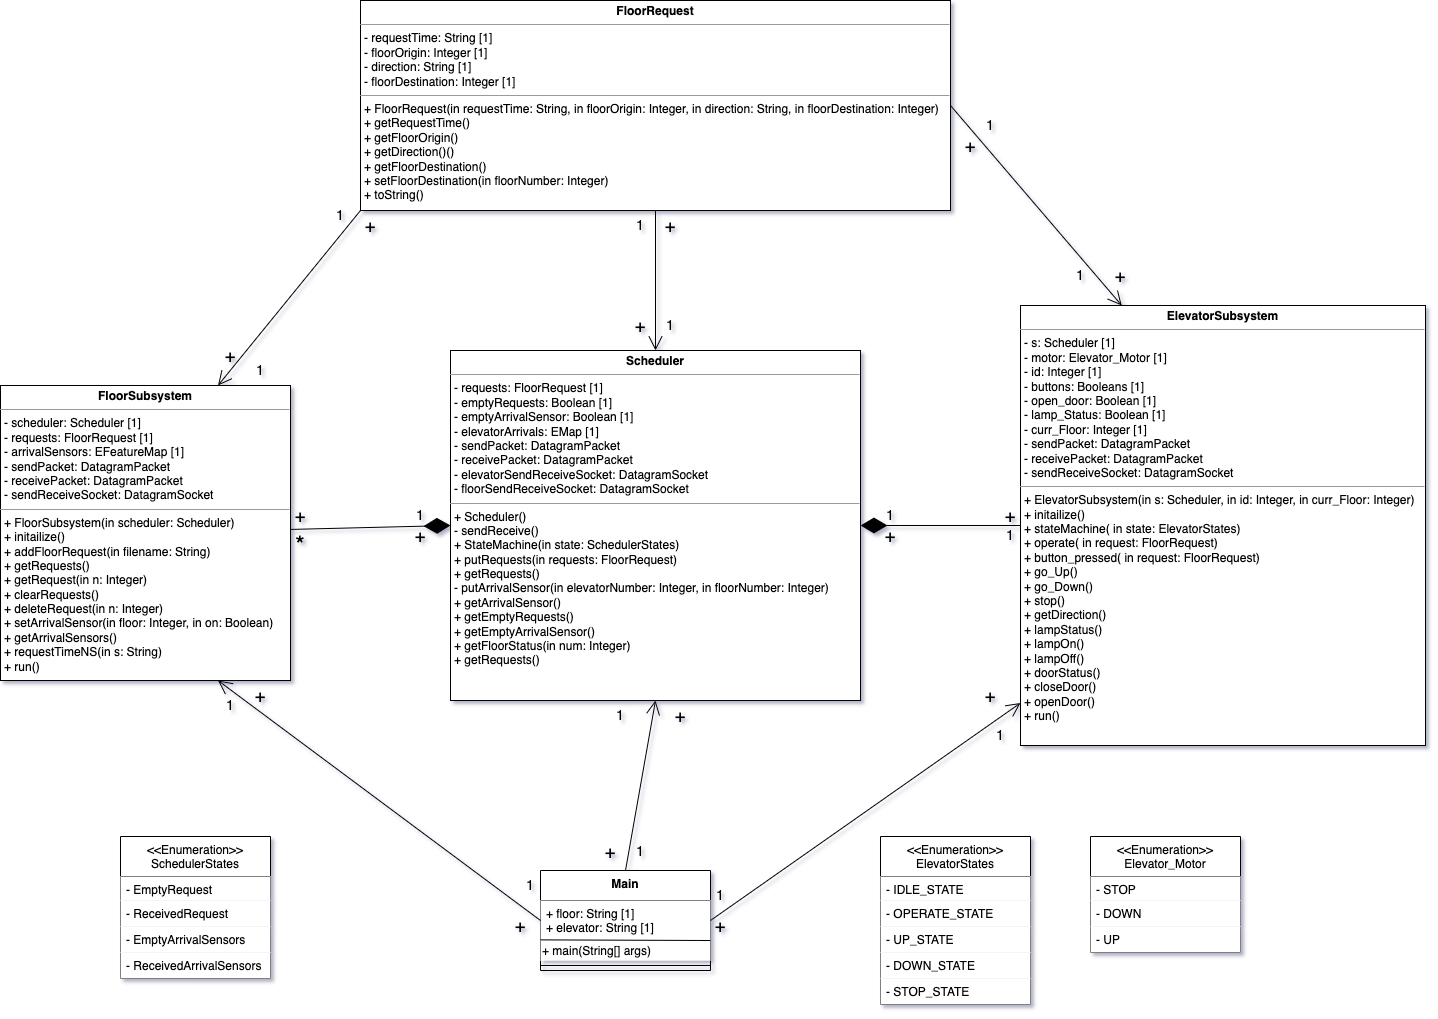 FloorRequest
- requestTime: String [1]
- floorOrigin: Integer [1]
- direction: String [1]
- floorDestination: Integer [1]
+ FloorRequest(in requestTime: String, in floorOrigin: Integer, in direction: String, in floorDestination: Integer)
+ getRequestTime()
+ getFloorOrigin()
+ getDirection()()
+ getFloorDestination()
+ setFloorDestination(in floorNumber: Integer)
+ toString()
1
+
1
+
1
+
1
+
+
1
+
1
FloorSubsystem
- scheduler: Scheduler [1]
- requests: FloorRequest [1]
- arrivalSensors: EFeatureMap [1]
- sendPacket: DatagramPacket
- receivePacket: DatagramPacket
- sendReceiveSocket: DatagramSocket
+ FloorSubsystem(in scheduler: Scheduler)
+ initailize()
+ addFloorRequest(in filename: String)
+ getRequests()
+ getRequest(in n: Integer)
+ clearRequests()
+ deleteRequest(in n: Integer)
+ setArrivalSensor(in floor: Integer, in on: Boolean)
+ getArrivalSensors()
+ requestTimeNS(in s: String)
+ run()
+
*
1
+
Scheduler
- requests: FloorRequest [1]
- emptyRequests: Boolean [1]
- emptyArrivalSensor: Boolean [1]
- elevatorArrivals: EMap [1]
- sendPacket: DatagramPacket
- receivePacket: DatagramPacket
- elevatorSendReceiveSocket: DatagramSocket
- floorSendReceiveSocket: DatagramSocket
+ Scheduler()
- sendReceive()
+ StateMachine(in state: SchedulerStates)
+ putRequests(in requests: FloorRequest)
+ getRequests()
- putArrivalSensor(in elevatorNumber: Integer, in floorNumber: Integer)
+ getArrivalSensor()
+ getEmptyRequests()
+ getEmptyArrivalSensor()
+ getFloorStatus(in num: Integer)
+ getRequests()
1
+
+
1
ElevatorSubsystem
- s: Scheduler [1]
- motor: Elevator_Motor [1]
- id: Integer [1]
- buttons: Booleans [1]
- open_door: Boolean [1]
- lamp_Status: Boolean [1]
- curr_Floor: Integer [1]
- sendPacket: DatagramPacket
- receivePacket: DatagramPacket
- sendReceiveSocket: DatagramSocket
+ ElevatorSubsystem(in s: Scheduler, in id: Integer, in curr_Floor: Integer)
+ initailize()
+ stateMachine( in state: ElevatorStates)
+ operate( in request: FloorRequest)
+ button_pressed( in request: FloorRequest)
+ go_Up()
+ go_Down()
+ stop()
+ getDirection()
+ lampStatus()
+ lampOn()
+ lampOff()
+ doorStatus()
+ closeDoor()
+ openDoor()
+ run()
1
+
1
+
+
1
1
+
+
1
1
+
Main
+ floor: String [1]
+ elevator: String [1]
+ main(String[] args)
<<Enumeration>>
SchedulerStates
- EmptyRequest
- ReceivedRequest
- EmptyArrivalSensors
- ReceivedArrivalSensors
<<Enumeration>>
ElevatorStates
- IDLE_STATE
- OPERATE_STATE
- UP_STATE
- DOWN_STATE
- STOP_STATE
<<Enumeration>>
Elevator_Motor
- STOP
- DOWN
- UP